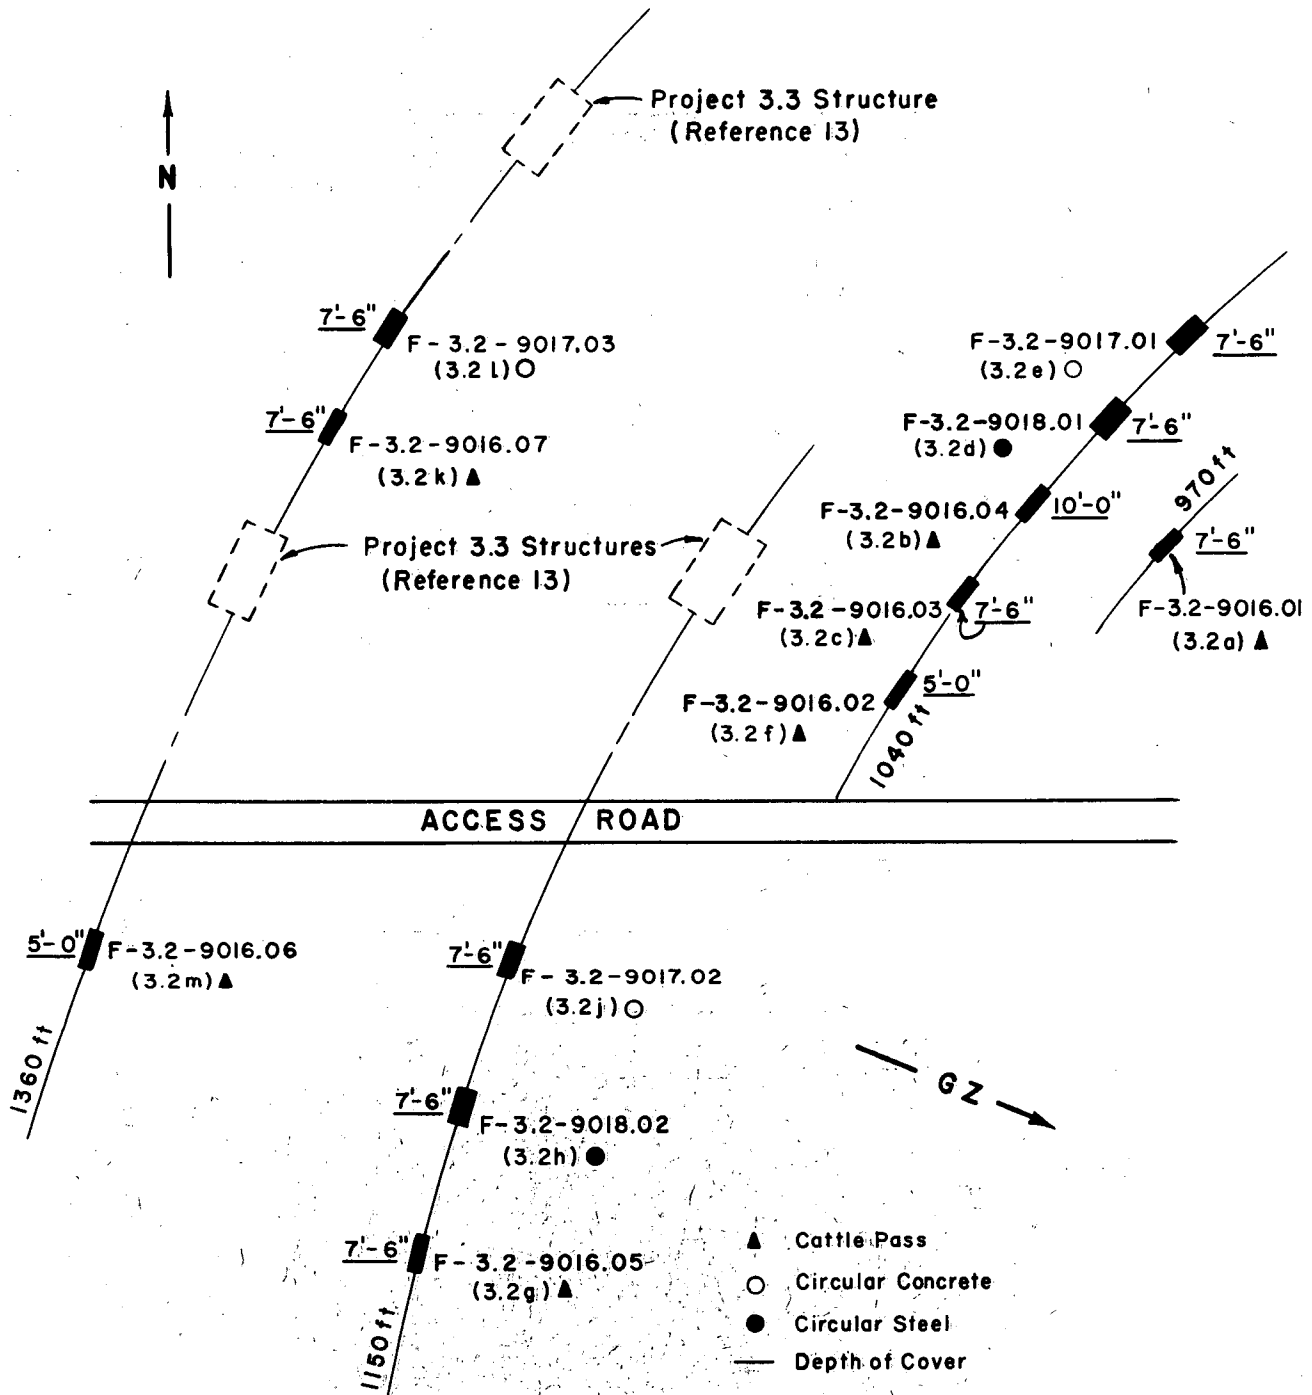 Project 3.3 Structure
(Reference 13)
N
7'-6"
F-3.2-9017.03
(3.2l)
7'-6"
F-3.2-9016.07
(3.2k)
F-3.2-9017.01
(3.2e)
7'-6"
F-3.2-9018.01
(3.2d)
7'-6"
F-3.2-9016.04
(3.2b)
10'-0"
970 ft
7'-6"
F-3.2-9016.01
(3.2a)
Project 3.3 Structures
(Reference 13)
F-3.2-9016.03
(3.2c)
7'-6"
F-3.2-9016.02
(3.2f)
5'-0"
1040 ft
ACCESS ROAD
5'-0"
F-3.2-9016.06
(3.2m)
1360 ft
7'-6"
F-3.2-9017.02
(3.2j)
7'-6"
F-3.2-9018.02
(3.2h)
GZ
7'-6"
F-3.2-9016.05
(3.2g)
1150 ft
Cattle Pass
Circular Concrete
Circular Steel
Depth of Cover